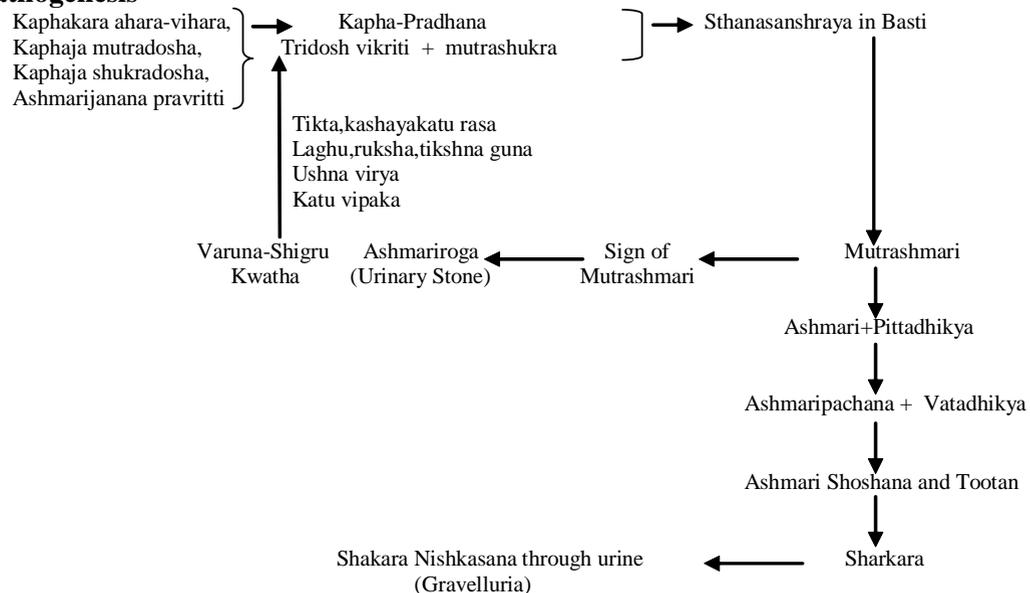 Kaphakara ahara-vihara,
Kaphaja mutradosha,
Kaphaja shukradosha,
Ashmarijanana pravritti
Kapha-Pradhana
Tridosh vikriti + mutrashukra
Sthanasanshraya in Basti
Tikta,kashayakatu rasa
Laghu,ruksha,tikshna guna
Ushna virya
Katu vipaka
Varuna-Shigru
Kwatha
Ashmariroga
(Urinary Stone)
Sign of
Mutrashmari
Mutrashmari
Ashmari+Pittadhikya
Ashmaripachana + Vatadhikya
Ashmari Shoshana and Tootan
Sharkara
Shakara Nishkasana through urine
(Gravelluria)